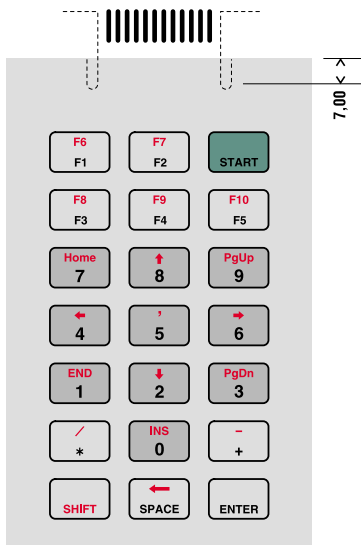 7,00
F6 F7
F1 F2 START
F8 F9 F10
F3 F4 F5
Home ⬆ PgUp
7 8 9
⬅ ' ➡
4 5 6
END ⬇ PgDn
1 2 3
/ INS -
* 0 +
⬅
SHIFT SPACE ENTER